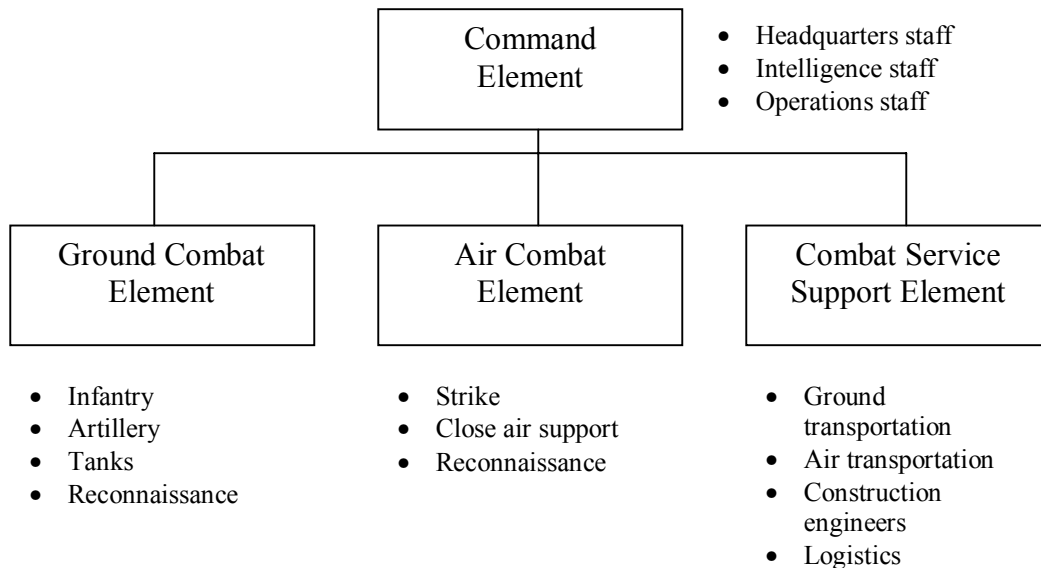 Command
Element
• Headquarters staff
• Intelligence staff
• Operations staff
Ground Combat
Element
Air Combat
Element
Combat Service
Support Element
• Infantry
• Artillery
• Tanks
• Reconnaissance
• Strike
• Close air support
• Reconnaissance
• Ground
transportation
• Air transportation
• Construction
engineers
• Logistics